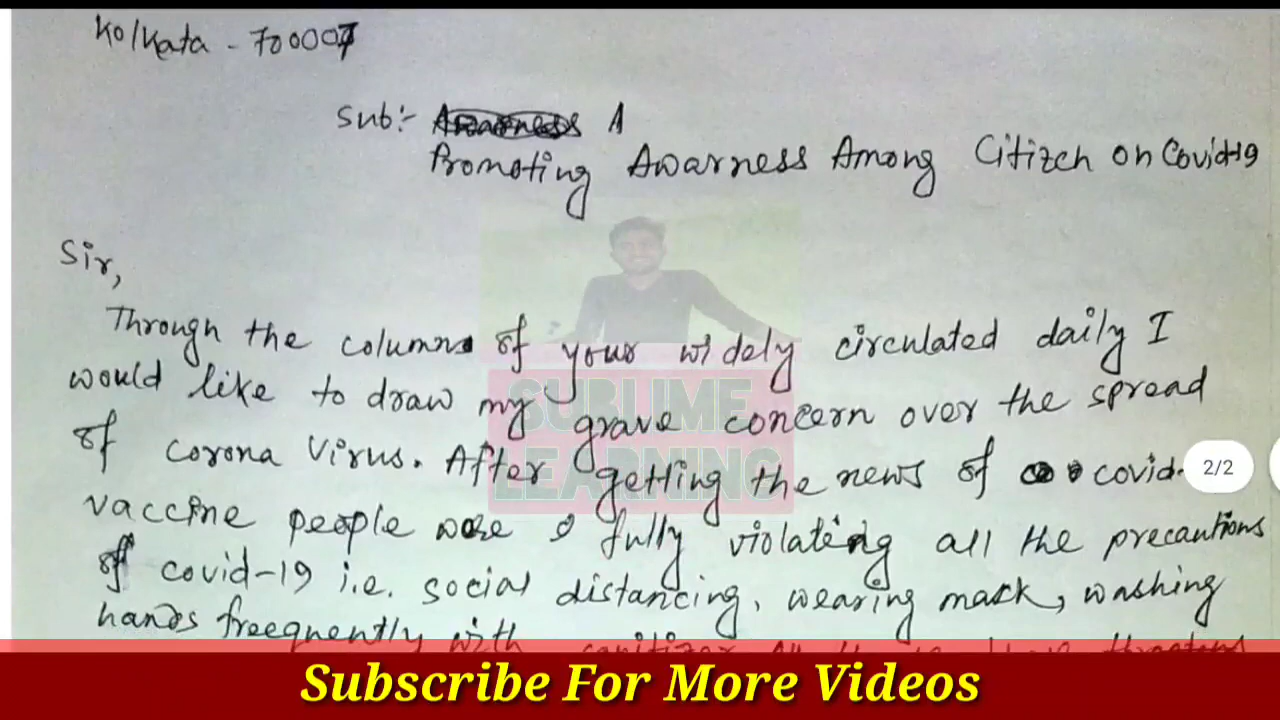 Kolkata - 700007
Sub:- Awarness A
Promoting Awarness Among Citizen on Covid-19
Sir,
Through the columns of your widely circulated daily I
would like to draw my grave concern over the spread
of corona Virus. After getting the news of covid-
2/2
vaccine people were fully violating all the precautions
of covid-19 i.e. social distancing, wearing mask, washing
hands freequently with sanitizer
SUBLIME
LEARNING
Subscribe For More Videos